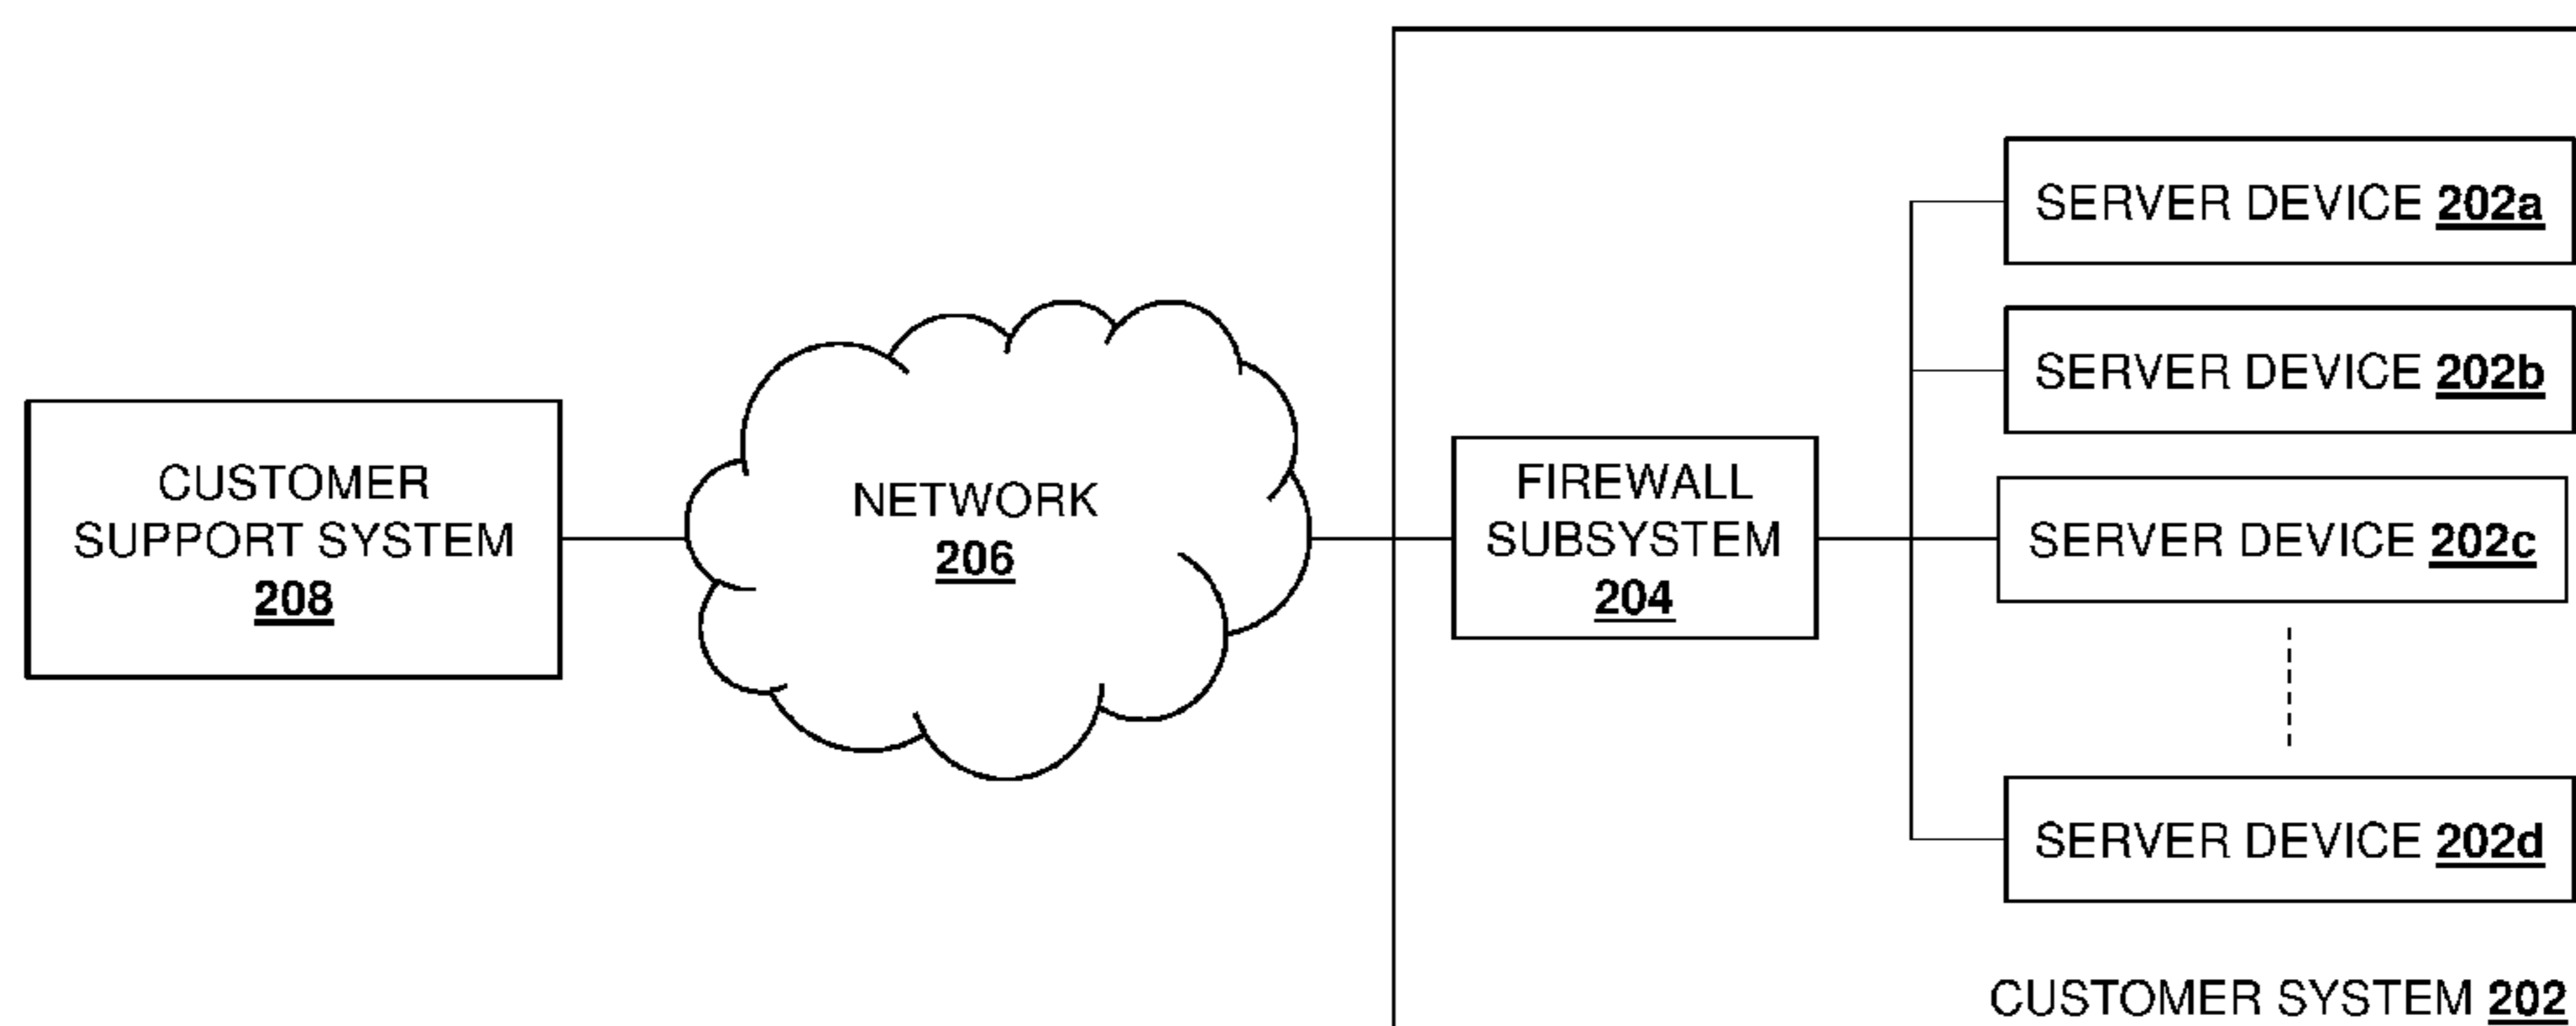 CUSTOMER
SUPPORT SYSTEM
208
NETWORK
206
FIREWALL
SUBSYSTEM
204
SERVER DEVICE 202a
SERVER DEVICE 202b
SERVER DEVICE 202c
SERVER DEVICE 202d
CUSTOMER SYSTEM 202